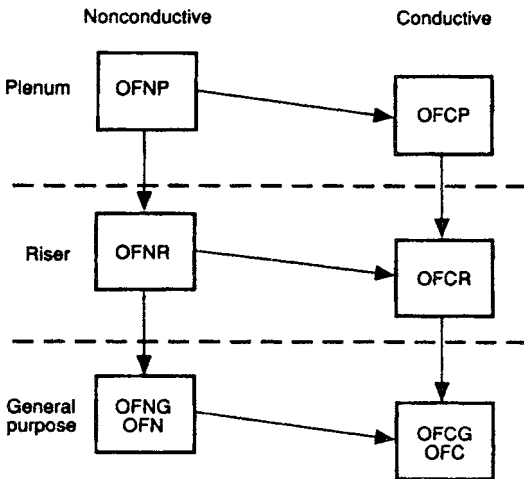 Nonconductive
Conductive
Plenum
OFNP
OFCP
Riser
OFNR
OFCR
General
purpose
OFNG
OFN
OFCG
OFC